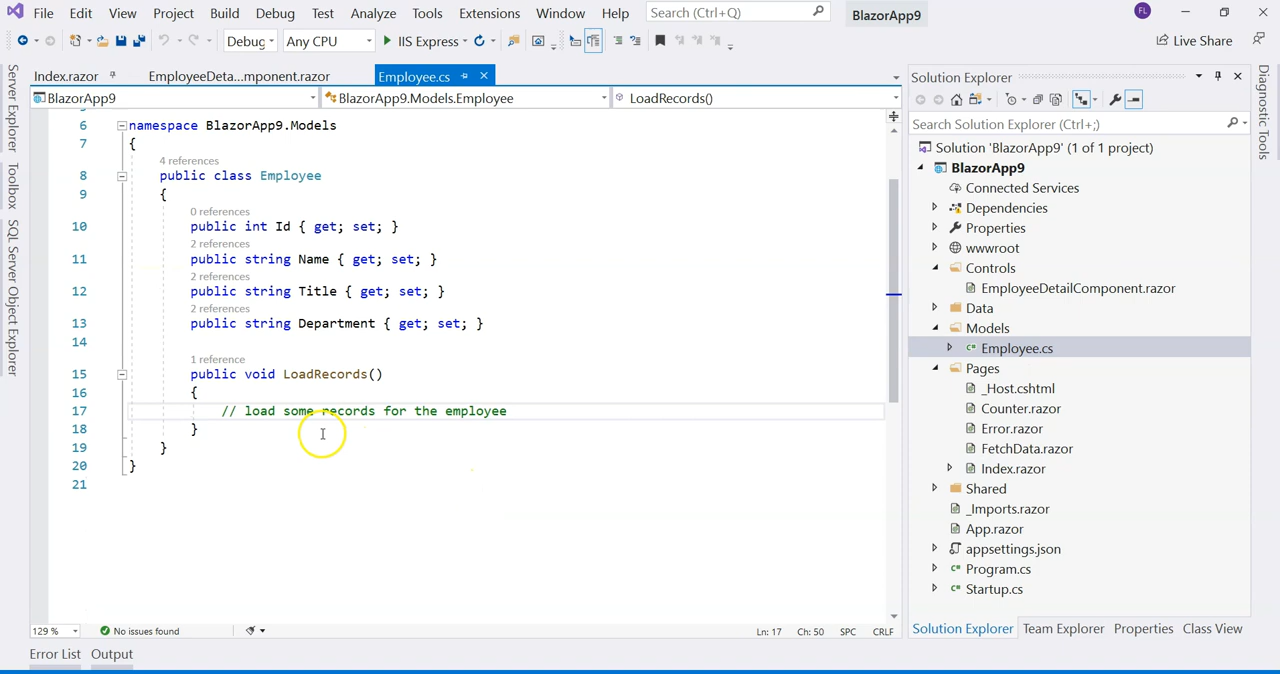 File Edit View Project Build Debug Test Analyze Tools Extensions Window Help Search (Ctrl+Q) BlazorApp9 FL
Debug Any CPU IIS Express Live Share
Index.razor EmployeeDeta...mponent.razor Employee.cs
BlazorApp9 BlazorApp9.Models.Employee LoadRecords()
Server Explorer
Toolbox
SQL Server Object Explorer
6 namespace BlazorApp9.Models
7 {
4 references
8 public class Employee
9 {
0 references
10 public int Id { get; set; }
2 references
11 public string Name { get; set; }
2 references
12 public string Title { get; set; }
2 references
13 public string Department { get; set; }
14
1 reference
15 public void LoadRecords()
16 {
17 // load some records for the employee
18 }
19 }
20 }
21
129 % No issues found Ln: 17 Ch: 50 SPC CRLF
Error List Output
Solution Explorer
Search Solution Explorer (Ctrl+;)
Solution 'BlazorApp9' (1 of 1 project)
BlazorApp9
Connected Services
Dependencies
Properties
wwwroot
Controls
EmployeeDetailComponent.razor
Data
Models
C# Employee.cs
Pages
_Host.cshtml
Counter.razor
Error.razor
FetchData.razor
Index.razor
Shared
_Imports.razor
App.razor
appsettings.json
C# Program.cs
C# Startup.cs
Solution Explorer Team Explorer Properties Class View
Diagnostic Tools